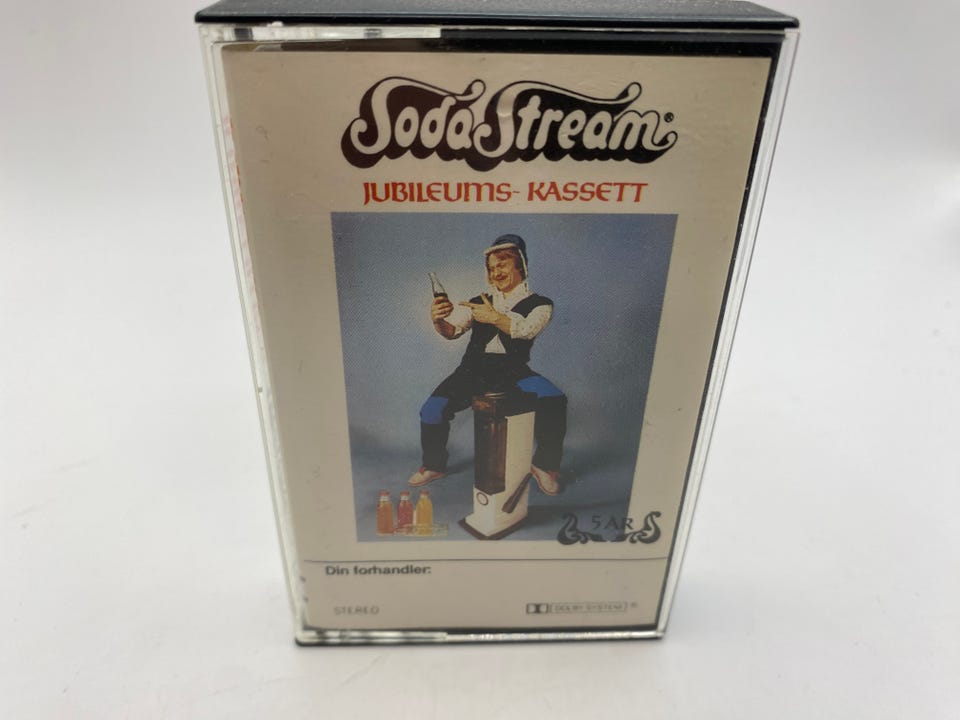 SodaStream®
JUBILEUMS- KASSETT
5 ÅR
Din forhandler:
STEREO
DOLBY SYSTEM ®